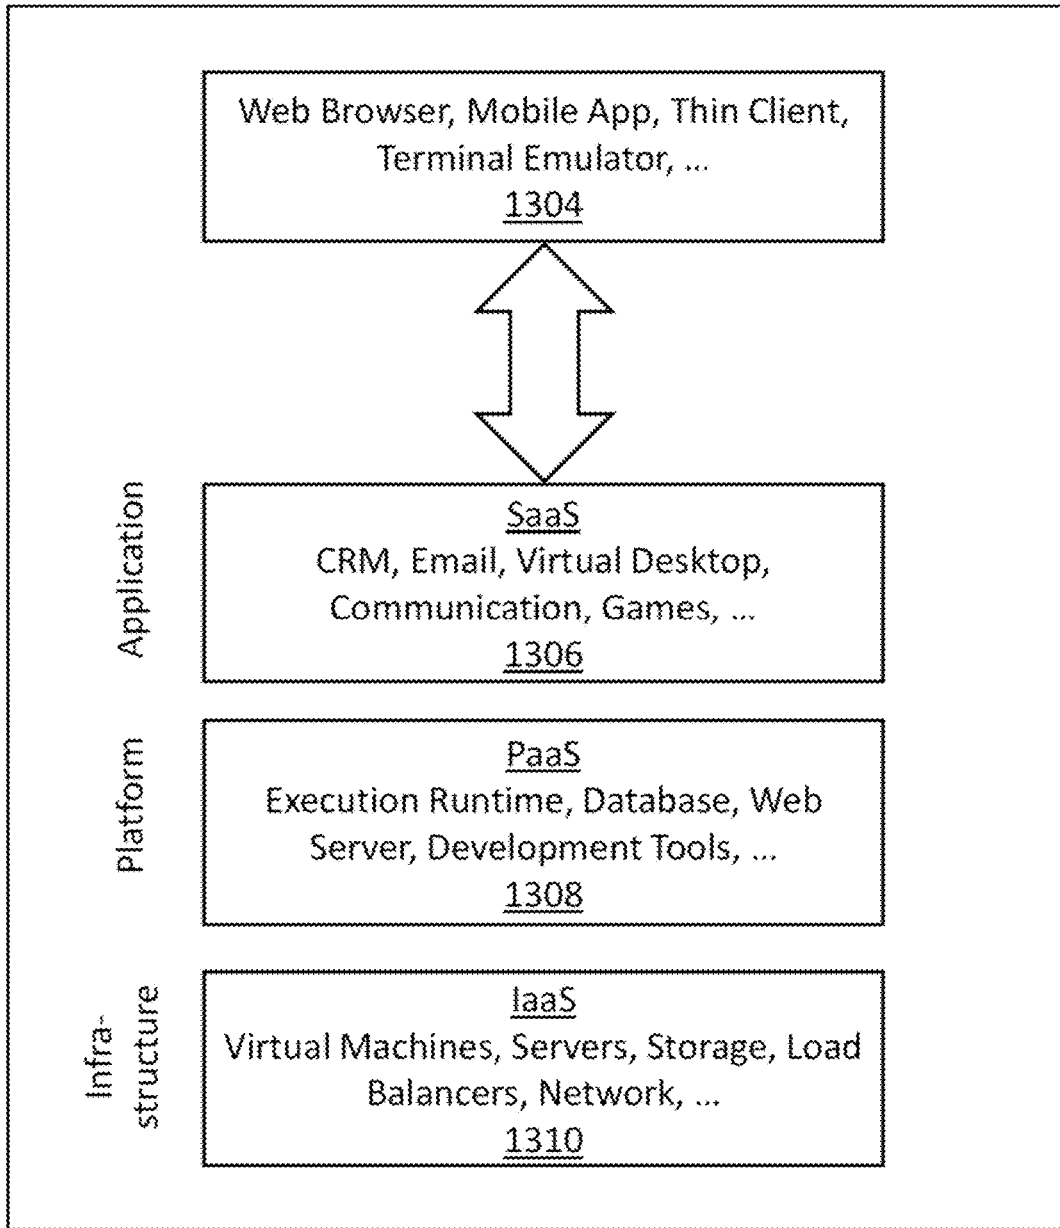 Web Browser, Mobile App, Thin Client,
Terminal Emulator, ...
1304
Application
SaaS
CRM, Email, Virtual Desktop,
Communication, Games, ...
1306
Platform
PaaS
Execution Runtime, Database, Web
Server, Development Tools, ...
1308
Infra-
structure
IaaS
Virtual Machines, Servers, Storage, Load
Balancers, Network, ...
1310